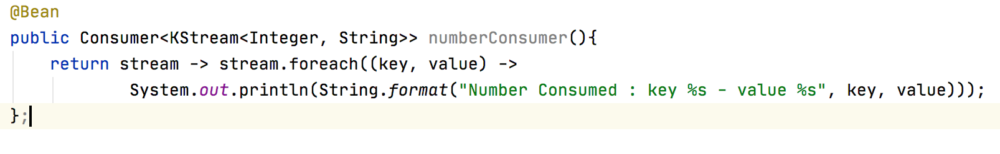 @Bean
public Consumer<KStream<Integer, String>> numberConsumer(){
    return stream -> stream.foreach((key, value) ->
            System.out.println(String.format("Number Consumed : key %s - value %s", key, value)));
};